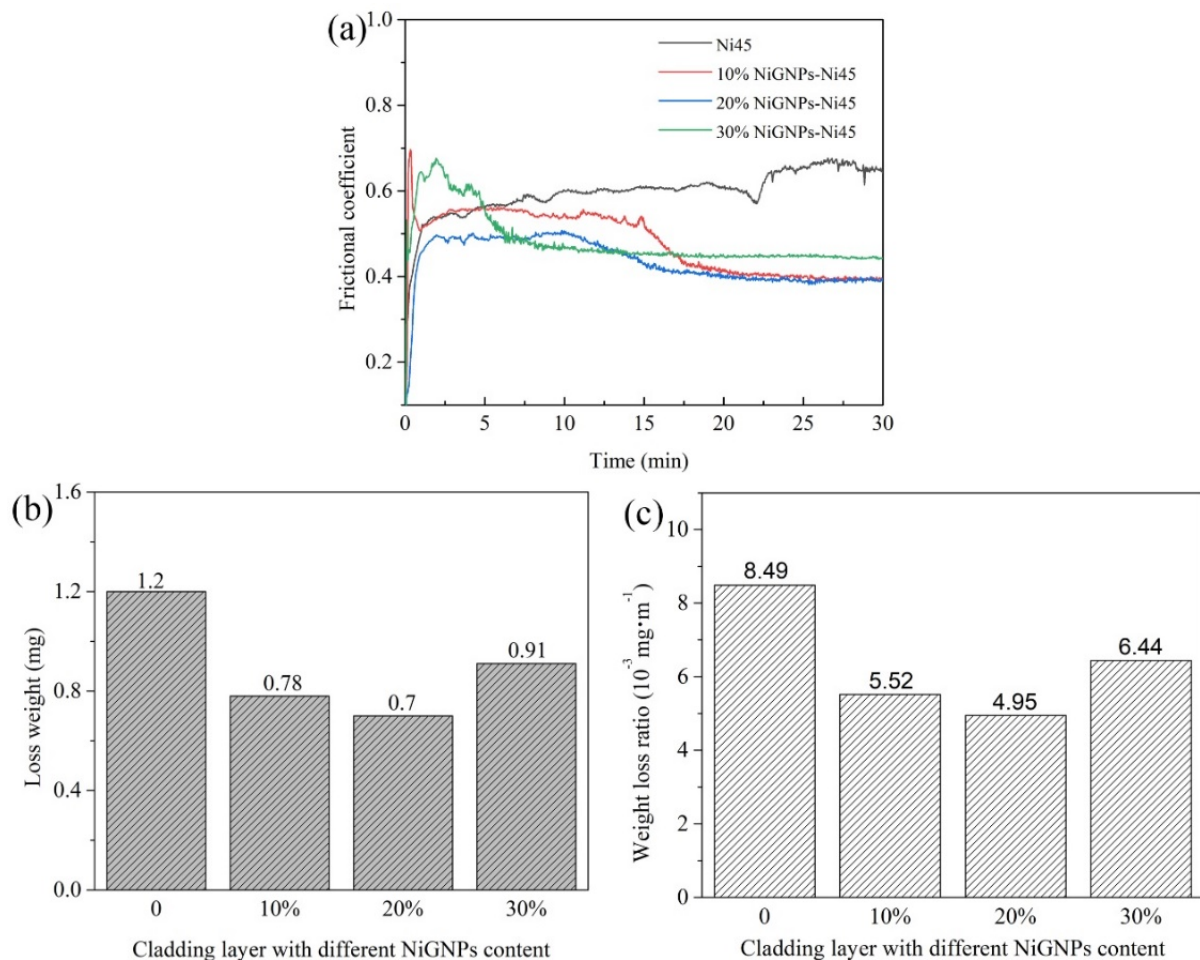 (a)
1.0
0.8
0.6
0.4
0.2
Frictional coefficient
Ni45
10% NiGNPs-Ni45
20% NiGNPs-Ni45
30% NiGNPs-Ni45
0 5 10 15 20 25 30
Time (min)
(b)
1.6
1.2
0.8
0.4
0.0
Loss weight (mg)
1.2
0.78
0.7
0.91
0 10% 20% 30%
Cladding layer with different NiGNPs content
(c)
10
8
6
4
2
0
Weight loss ratio (10⁻³ mg·m⁻¹)
8.49
5.52
4.95
6.44
0 10% 20% 30%
Cladding layer with different NiGNPs content